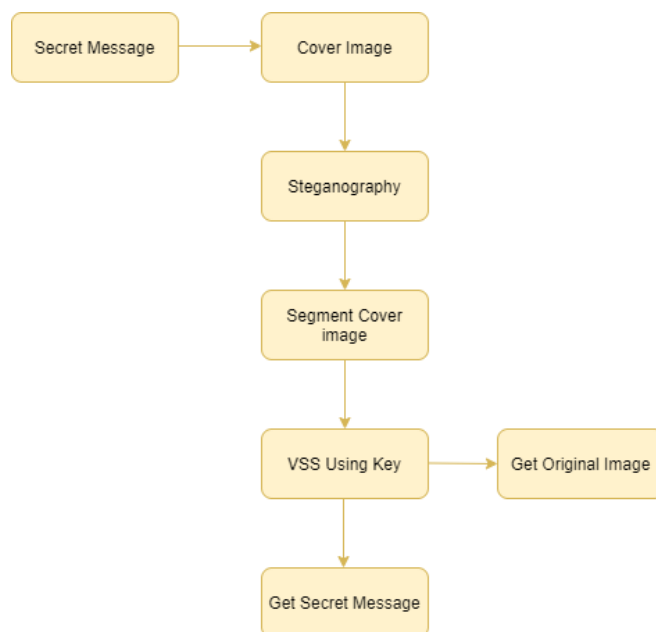 Secret Message
Cover Image
Steganography
Segment Cover
image
VSS Using Key
Get Original Image
Get Secret Message